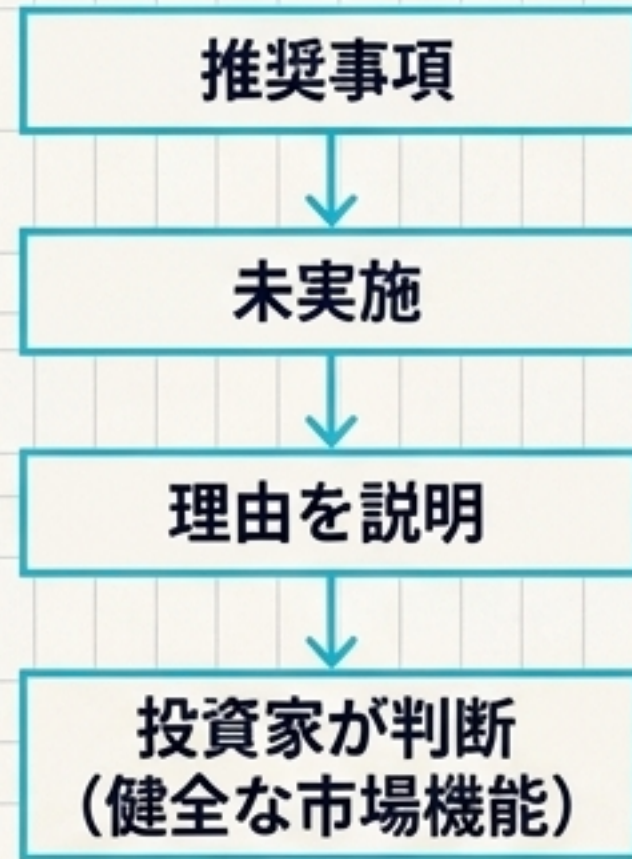 推奨事項
未実施
理由を説明
投資家が判断
（健全な市場機能）